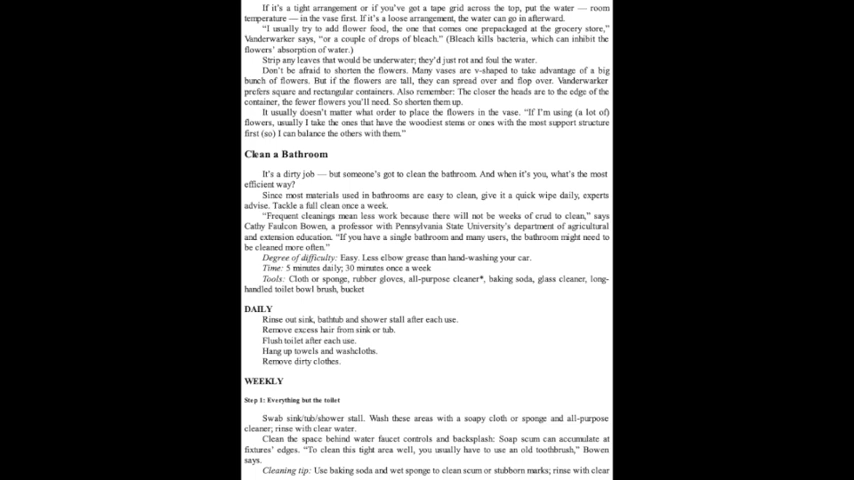 If it's a tight arrangement or if you've got a tape grid across the top, put the water — room
temperature — in the vase first. If it's a loose arrangement, the water can go in afterward.
"I usually try to add flower food, the one that comes one prepackaged at the grocery store,"
Vanderwarker says, "or a couple of drops of bleach." (Bleach kills bacteria, which can inhibit the
flowers' absorption of water.)
Strip any leaves that would be underwater; they'd just rot and foul the water.
Don't be afraid to shorten the flowers. Many vases are v-shaped to take advantage of a big
bunch of flowers. But if the flowers are tall, they can spread over and flop over. Vanderwarker
prefers square and rectangular containers. Also remember: The closer the heads are to the edge of the
container, the fewer flowers you'll need. So shorten them up.
It usually doesn't matter what order to place the flowers in the vase. "If I'm using (a lot of)
flowers, usually I take the ones that have the woodiest stems or ones with the most support structure
first (so) I can balance the others with them."
Clean a Bathroom
It's a dirty job — but someone's got to clean the bathroom. And when it's you, what's the most
efficient way?
Since most materials used in bathrooms are easy to clean, give it a quick wipe daily, experts
advise. Tackle a full clean once a week.
"Frequent cleanings mean less work because there will not be weeks of crud to clean," says
Cathy Faulcon Bowen, a professor with Pennsylvania State University's department of agricultural
and extension education. "If you have a single bathroom and many users, the bathroom might need to
be cleaned more often."
Degree of difficulty: Easy. Less elbow grease than hand-washing your car.
Time: 5 minutes daily; 30 minutes once a week
Tools: Cloth or sponge, rubber gloves, all-purpose cleaner*, baking soda, glass cleaner, long-
handled toilet bowl brush, bucket
DAILY
Rinse out sink, bathtub and shower stall after each use.
Remove excess hair from sink or tub.
Flush toilet after each use.
Hang up towels and washcloths.
Remove dirty clothes.
WEEKLY
Step 1: Everything but the toilet
Swab sink/tub/shower stall. Wash these areas with a soapy cloth or sponge and all-purpose
cleaner; rinse with clear water.
Clean the space behind water faucet controls and backsplash: Soap scum can accumulate at
fixtures' edges. "To clean this tight area well, you usually have to use an old toothbrush," Bowen
says.
Cleaning tip: Use baking soda and wet sponge to clean scum or stubborn marks; rinse with clear